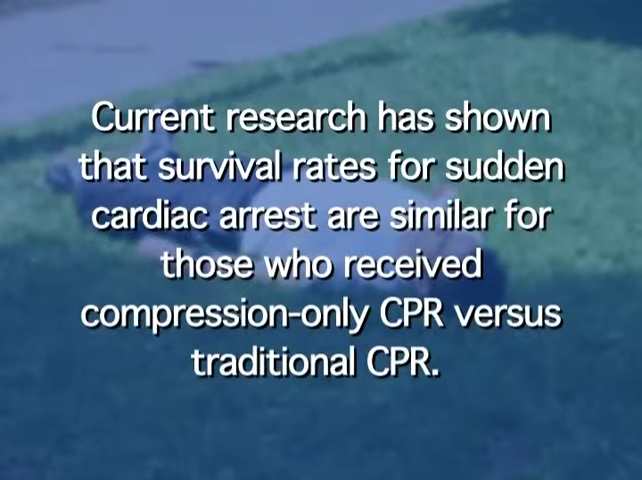 Current research has shown
that survival rates for sudden
cardiac arrest are similar for
those who received
compression-only CPR versus
traditional CPR.